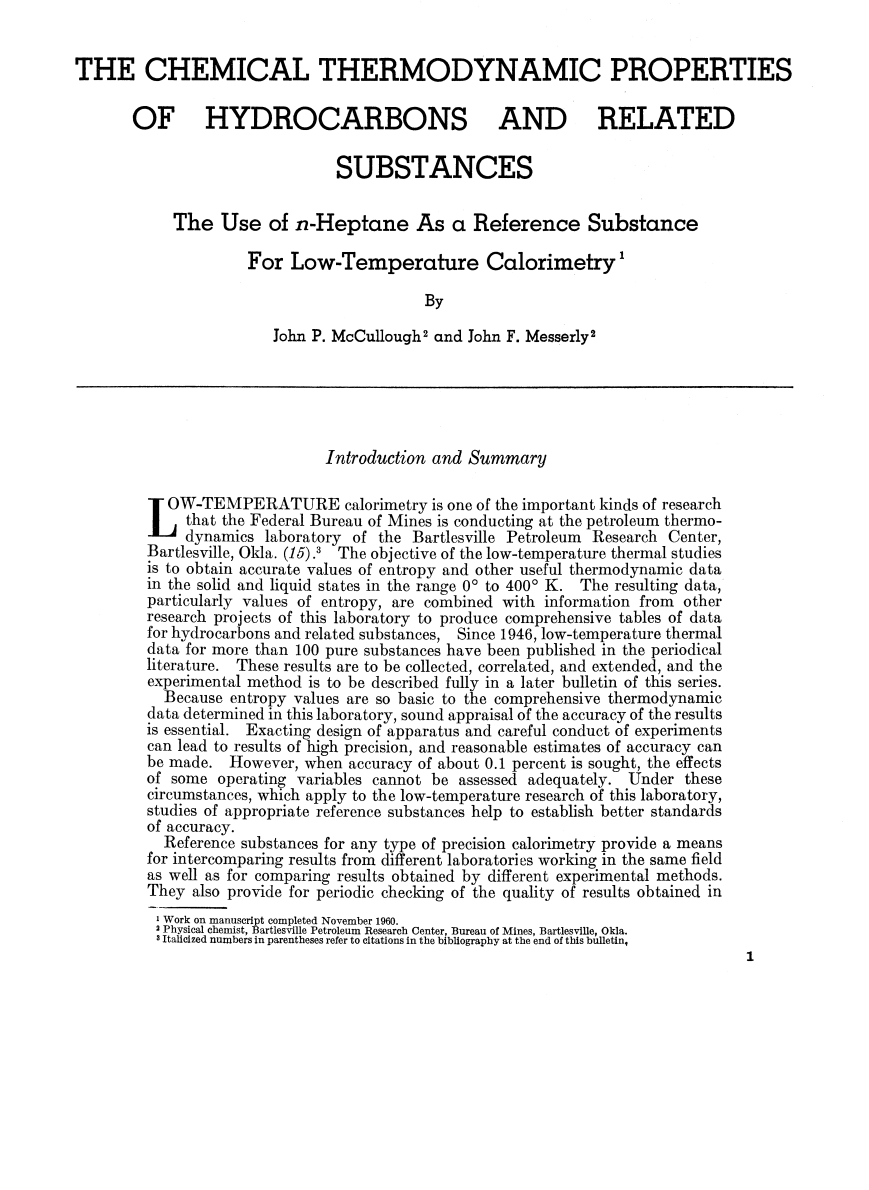 THE CHEMICAL THERMODYNAMIC PROPERTIES
OF HYDROCARBONS AND RELATED
SUBSTANCES
The Use of n-Heptane As a Reference Substance
For Low-Temperature Calorimetry ¹
By
John P. McCullough ² and John F. Messerly ²
Introduction and Summary
LOW-TEMPERATURE calorimetry is one of the important kinds of research
that the Federal Bureau of Mines is conducting at the petroleum thermo-
dynamics laboratory of the Bartlesville Petroleum Research Center,
Bartlesville, Okla. (15).³ The objective of the low-temperature thermal studies
is to obtain accurate values of entropy and other useful thermodynamic data
in the solid and liquid states in the range 0° to 400° K. The resulting data,
particularly values of entropy, are combined with information from other
research projects of this laboratory to produce comprehensive tables of data
for hydrocarbons and related substances, Since 1946, low-temperature thermal
data for more than 100 pure substances have been published in the periodical
literature. These results are to be collected, correlated, and extended, and the
experimental method is to be described fully in a later bulletin of this series.
Because entropy values are so basic to the comprehensive thermodynamic
data determined in this laboratory, sound appraisal of the accuracy of the results
is essential. Exacting design of apparatus and careful conduct of experiments
can lead to results of high precision, and reasonable estimates of accuracy can
be made. However, when accuracy of about 0.1 percent is sought, the effects
of some operating variables cannot be assessed adequately. Under these
circumstances, which apply to the low-temperature research of this laboratory,
studies of appropriate reference substances help to establish better standards
of accuracy.
Reference substances for any type of precision calorimetry provide a means
for intercomparing results from different laboratories working in the same field
as well as for comparing results obtained by different experimental methods.
They also provide for periodic checking of the quality of results obtained in
¹ Work on manuscript completed November 1960.
² Physical chemist, Bartlesville Petroleum Research Center, Bureau of Mines, Bartlesville, Okla.
³ Italicized numbers in parentheses refer to citations in the bibliography at the end of this bulletin,
1